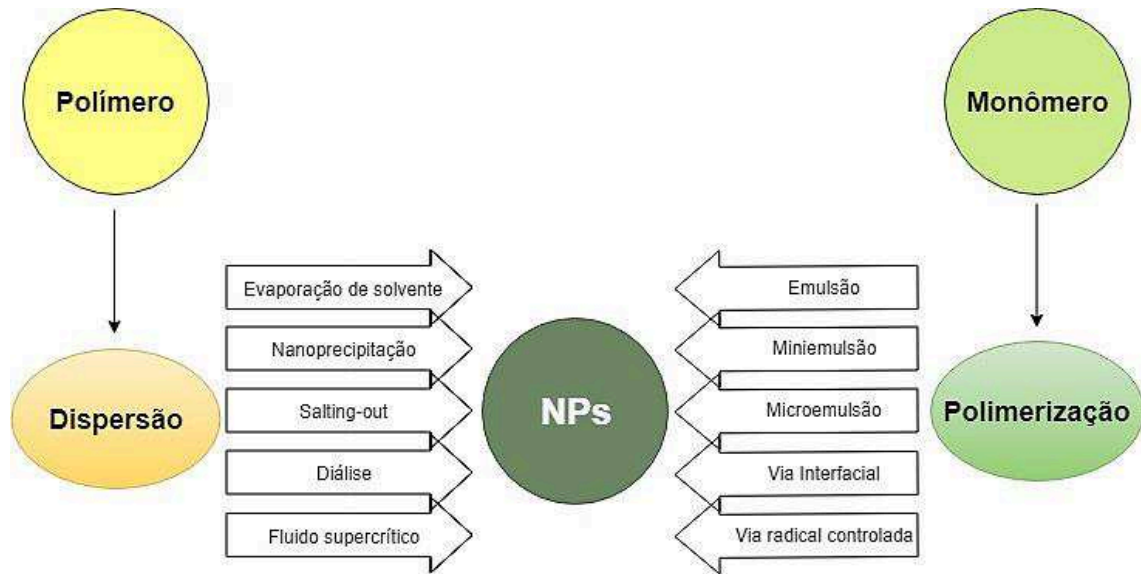 Polímero
Monômero
Dispersão
Evaporação de solvente
Nanoprecipitação
Salting-out
Diálise
Fluido supercrítico
NPs
Emulsão
Miniemulsão
Microemulsão
Via Interfacial
Via radical controlada
Polimerização